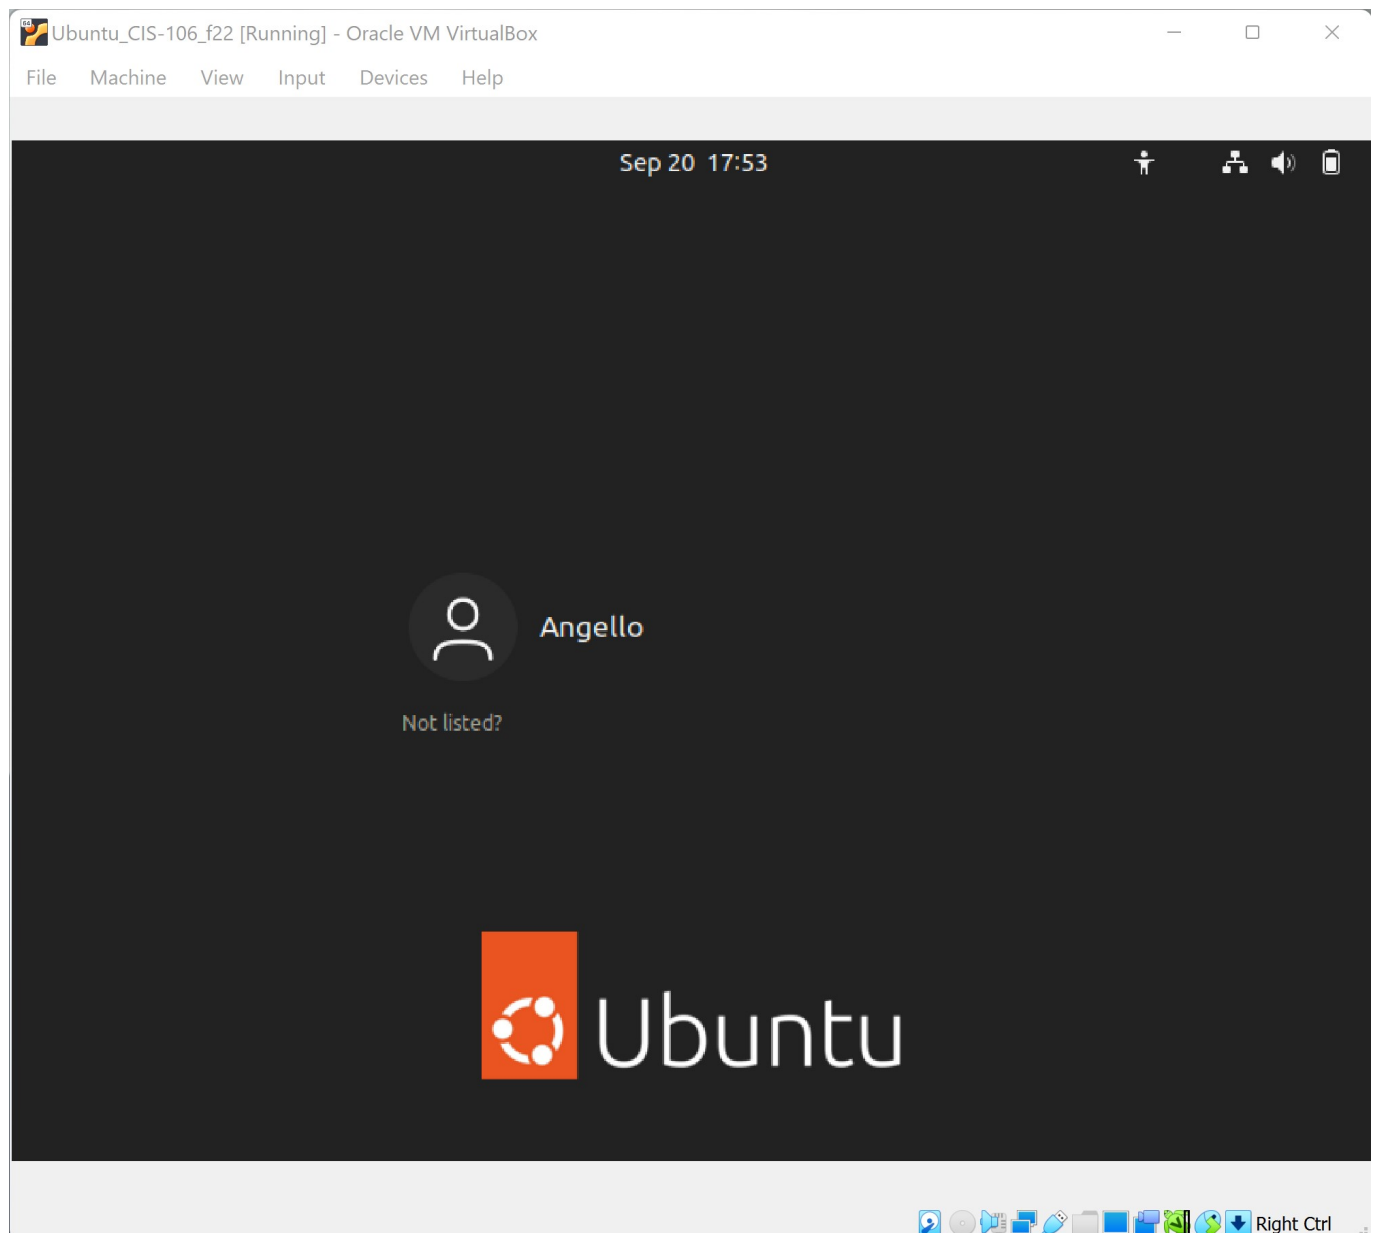 Ubuntu_CIS-106_f22 [Running] - Oracle VM VirtualBox
File Machine View Input Devices Help
Sep 20 17:53
Angello
Not listed?
Ubuntu
Right Ctrl